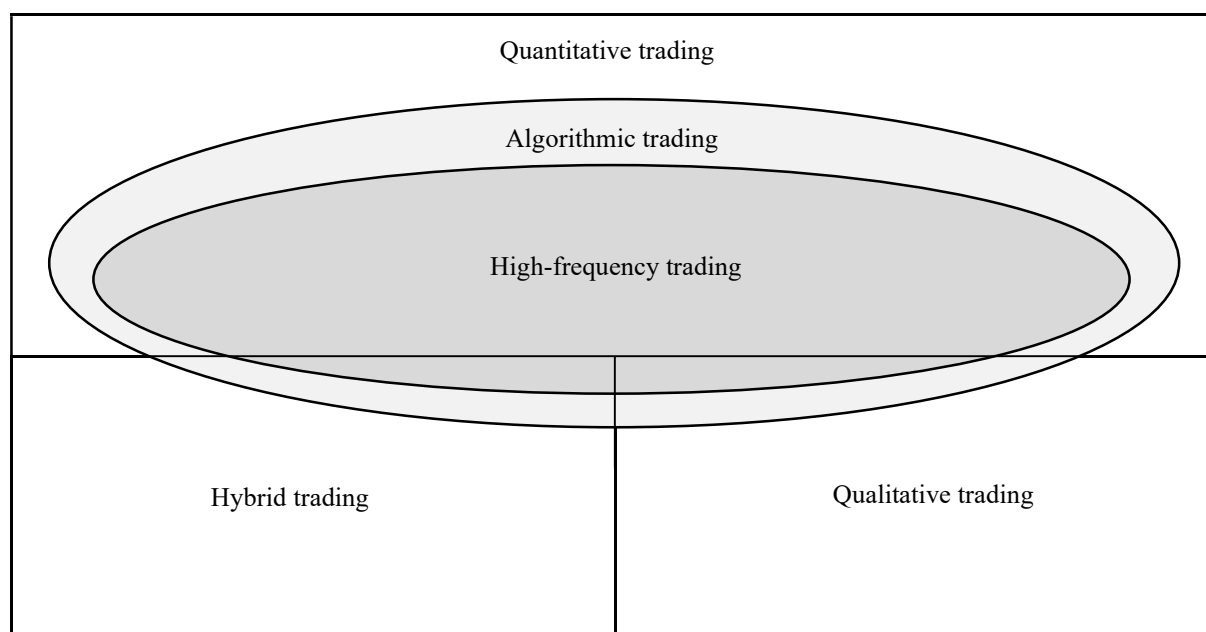 Quantitative trading
Algorithmic trading
High-frequency trading
Hybrid trading
Qualitative trading